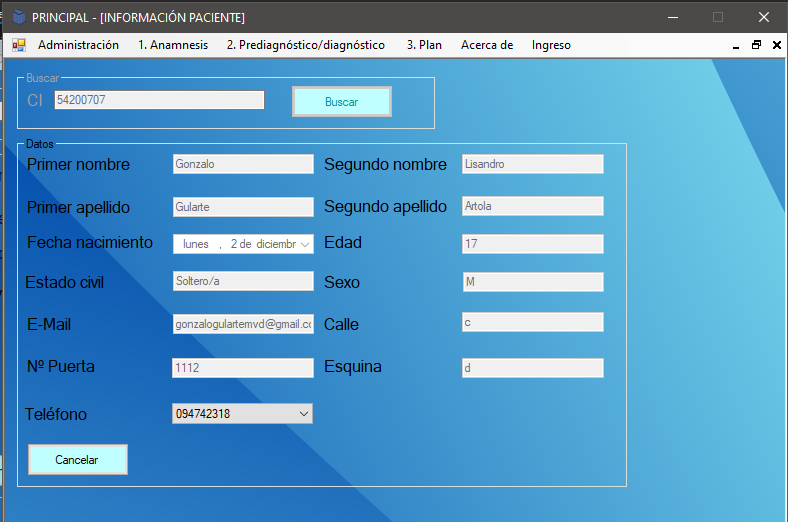 PRINCIPAL - [INFORMACIÓN PACIENTE]
Administración 1. Anamnesis 2. Prediagnóstico/diagnóstico 3. Plan Acerca de Ingreso
Buscar
CI 54200707 Buscar
Datos
Primer nombre Gonzalo Segundo nombre Lisandro
Primer apellido Gularte Segundo apellido Artola
Fecha nacimiento lunes , 2 de diciembr Edad 17
Estado civil Soltero/a Sexo M
E-Mail gonzalogulartemvd@gmail.cc Calle c
Nº Puerta 1112 Esquina d
Teléfono 094742318
Cancelar